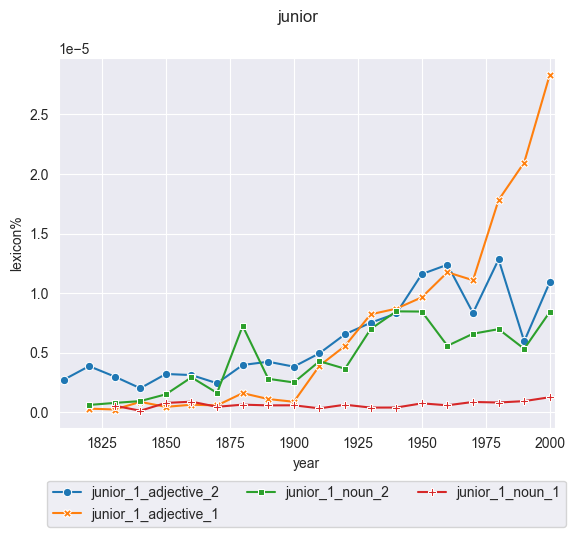 junior
1e−5
2.5
2.0
1.5
1.0
0.5
0.0
lexicon%
1825 1850 1875 1900 1925 1950 1975 2000
year
junior_1_adjective_2 junior_1_noun_2 junior_1_noun_1
junior_1_adjective_1